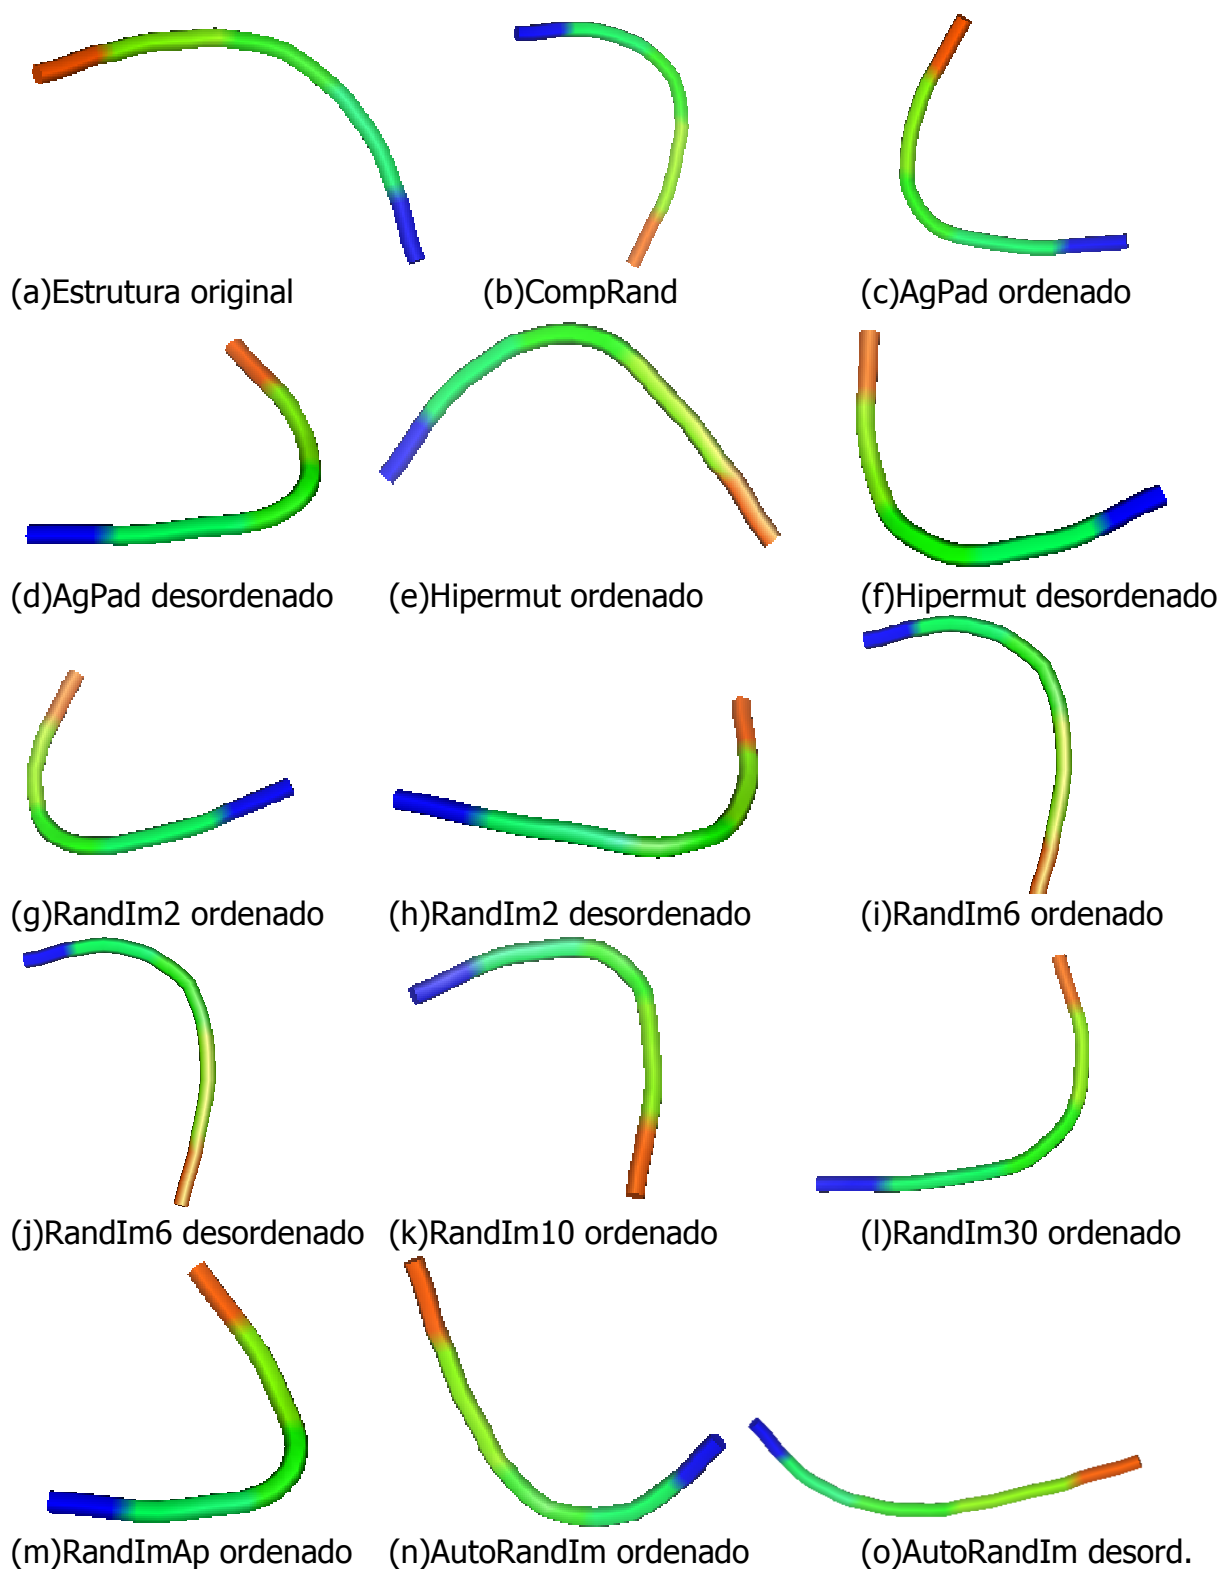 (a)Estrutura original (b)CompRand (c)AgPad ordenado
(d)AgPad desordenado (e)Hipermut ordenado (f)Hipermut desordenado
(g)RandIm2 ordenado (h)RandIm2 desordenado (i)RandIm6 ordenado
(j)RandIm6 desordenado (k)RandIm10 ordenado (l)RandIm30 ordenado
(m)RandImAp ordenado (n)AutoRandIm ordenado (o)AutoRandIm desord.